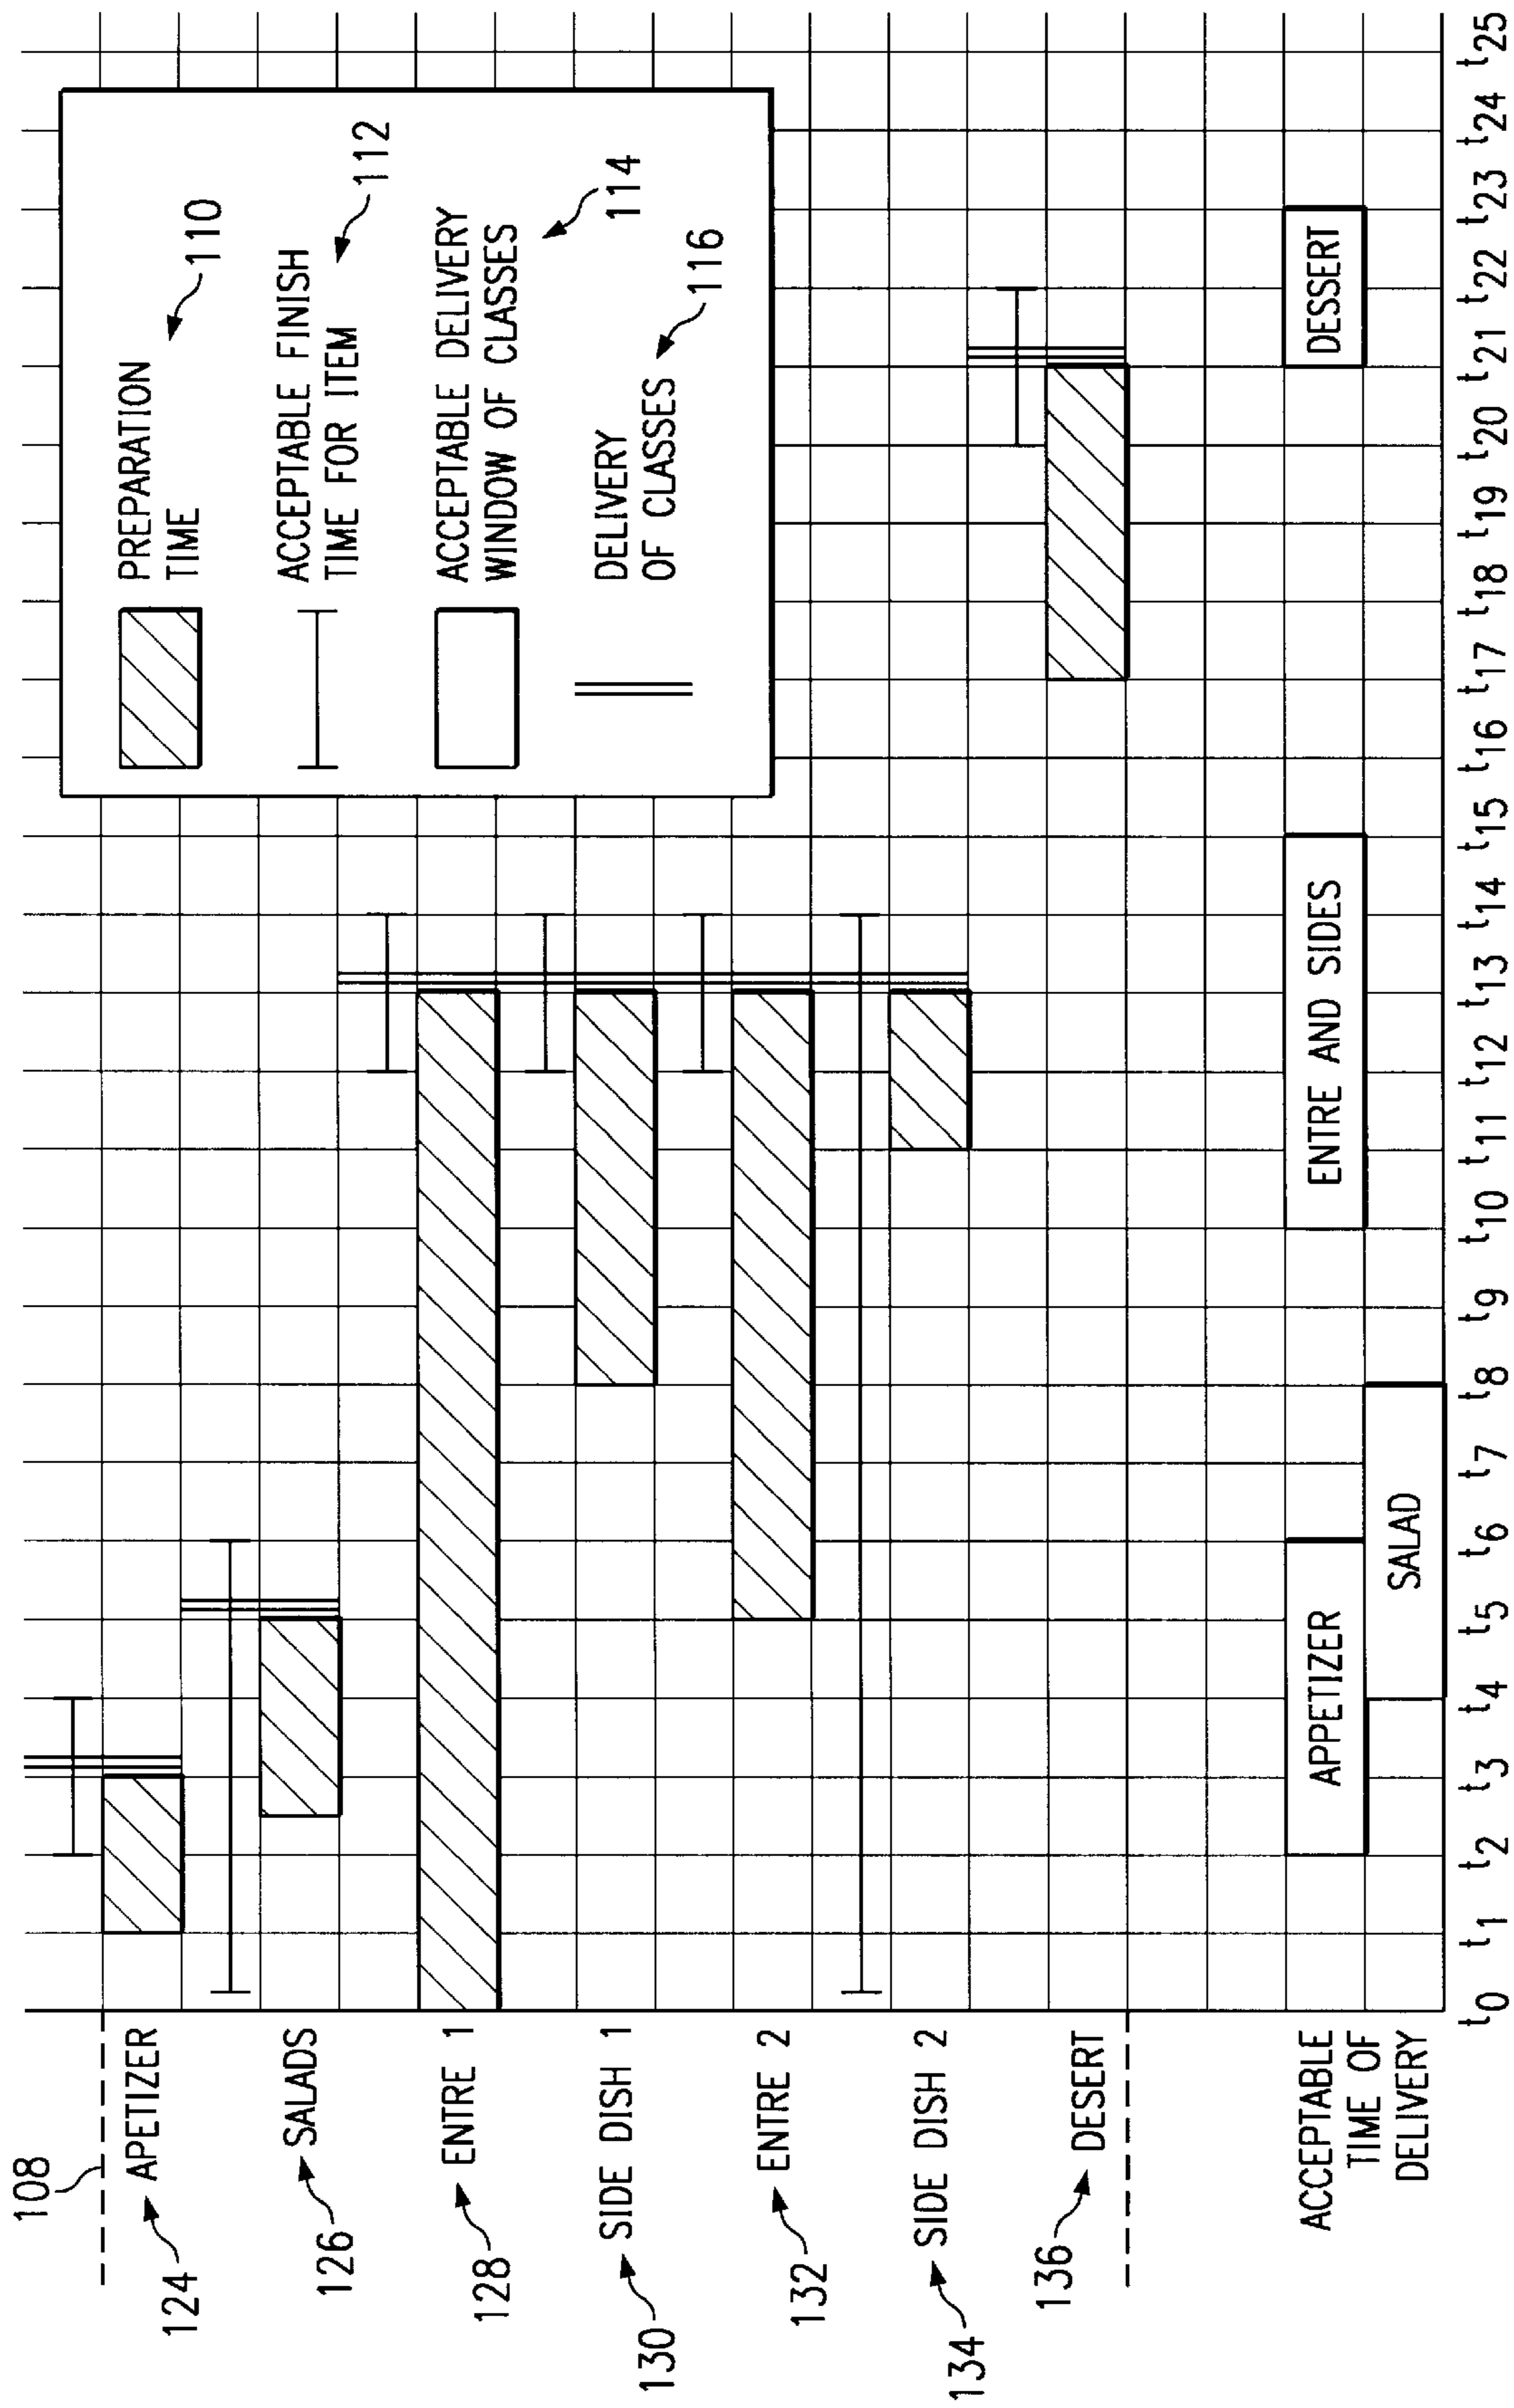 108
124 APETIZER
126 SALADS
128 ENTRE 1
130 SIDE DISH 1
132 ENTRE 2
134 SIDE DISH 2
136 DESERT
PREPARATION
TIME
110
ACCEPTABLE FINISH
TIME FOR ITEM
112
ACCEPTABLE DELIVERY
WINDOW OF CLASSES
114
DELIVERY
OF CLASSES
116
ACCEPTABLE
TIME OF
DELIVERY
APPETIZER
ENTRE AND SIDES
DESSERT
SALAD
t0 t1 t2 t3 t4 t5 t6 t7 t8 t9 t10 t11 t12 t13 t14 t15 t16 t17 t18 t19 t20 t21 t22 t23 t24 t25